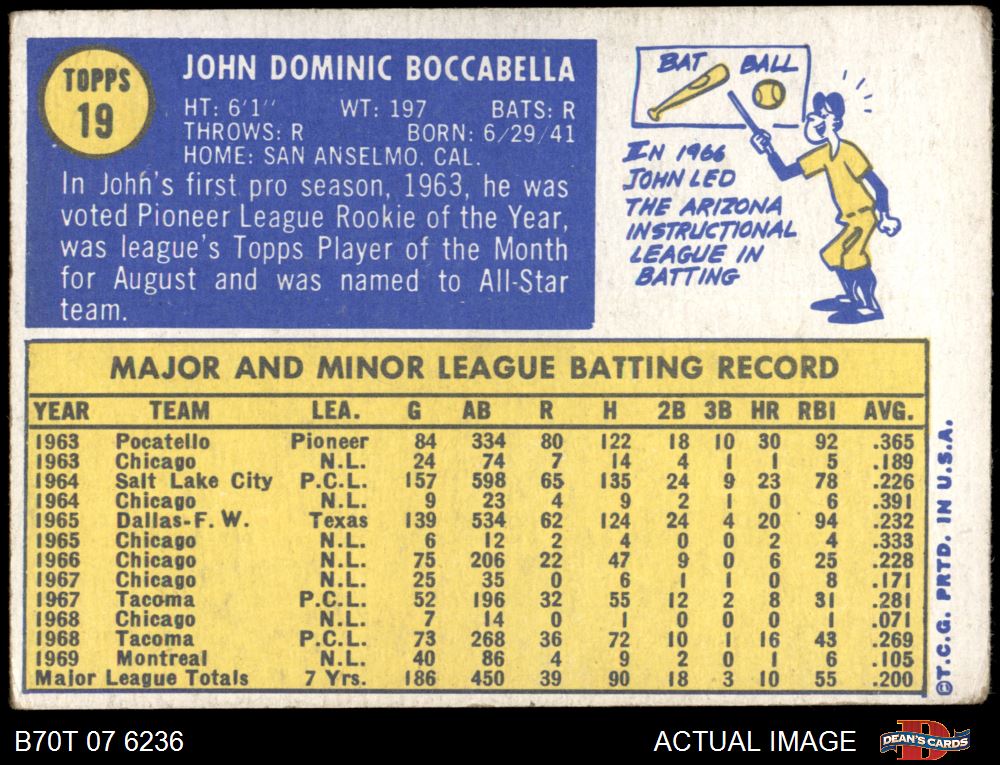 TOPPS
19
JOHN DOMINIC BOCCABELLA
HT: 6'1" WT: 197 BATS: R
THROWS: R BORN: 6/29/41
HOME: SAN ANSELMO, CAL.
In John's first pro season, 1963, he was
voted Pioneer League Rookie of the Year,
was league's Topps Player of the Month
for August and was named to All-Star
team.
BAT BALL
IN 1966
JOHN LED
THE ARIZONA
INSTRUCTIONAL
LEAGUE IN
BATTING
MAJOR AND MINOR LEAGUE BATTING RECORD
YEAR TEAM LEA. G AB R H 2B 3B HR RBI AVG.
1963 Pocatello Pioneer 84 334 80 122 18 10 30 92 .365
1963 Chicago N.L. 24 74 7 14 4 1 1 5 .189
1964 Salt Lake City P.C.L. 157 598 65 135 24 9 23 78 .226
1964 Chicago N.L. 9 23 4 9 2 1 0 6 .391
1965 Dallas-F. W. Texas 139 534 62 124 24 4 20 94 .232
1965 Chicago N.L. 6 12 2 4 0 0 2 4 .333
1966 Chicago N.L. 75 206 22 47 9 0 6 25 .228
1967 Chicago N.L. 25 35 0 6 1 1 0 8 .171
1967 Tacoma P.C.L. 52 196 32 55 12 2 8 31 .281
1968 Chicago N.L. 7 14 0 1 0 0 0 1 .071
1968 Tacoma P.C.L. 73 268 36 72 10 1 16 43 .269
1969 Montreal N.L. 40 86 4 9 2 0 1 6 .105
Major League Totals 7 Yrs. 186 450 39 90 18 3 10 55 .200
©T.C.G. PRTD. IN U.S.A.
B70T 07 6236
ACTUAL IMAGE
DEAN'S CARDS